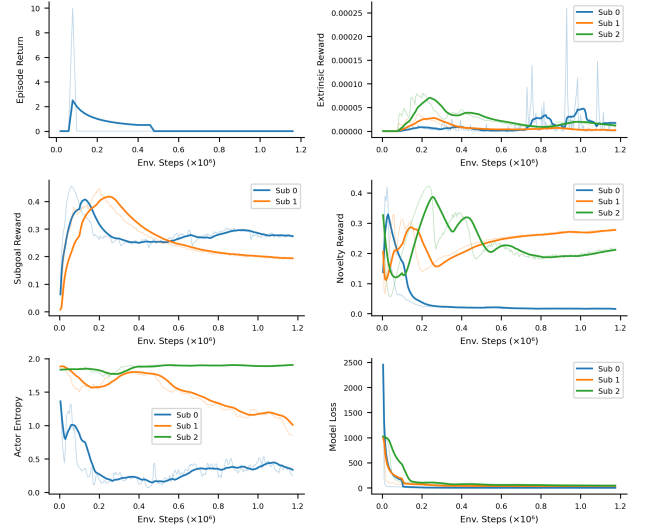 10
8
6
4
2
0
Episode Return
0.0 0.2 0.4 0.6 0.8 1.0 1.2
Env. Steps (×10⁶)
0.00025
0.00020
0.00015
0.00010
0.00005
0.00000
Extrinsic Reward
Sub 0
Sub 1
Sub 2
0.0 0.2 0.4 0.6 0.8 1.0 1.2
Env. Steps (×10⁶)
0.4
0.3
0.2
0.1
0.0
Subgoal Reward
Sub 0
Sub 1
0.0 0.2 0.4 0.6 0.8 1.0 1.2
Env. Steps (×10⁶)
0.4
0.3
0.2
0.1
0.0
Novelty Reward
Sub 0
Sub 1
Sub 2
0.0 0.2 0.4 0.6 0.8 1.0 1.2
Env. Steps (×10⁶)
2.0
1.5
1.0
0.5
0.0
Actor Entropy
Sub 0
Sub 1
Sub 2
0.0 0.2 0.4 0.6 0.8 1.0 1.2
Env. Steps (×10⁶)
2500
2000
1500
1000
500
0
Model Loss
Sub 0
Sub 1
Sub 2
0.0 0.2 0.4 0.6 0.8 1.0 1.2
Env. Steps (×10⁶)